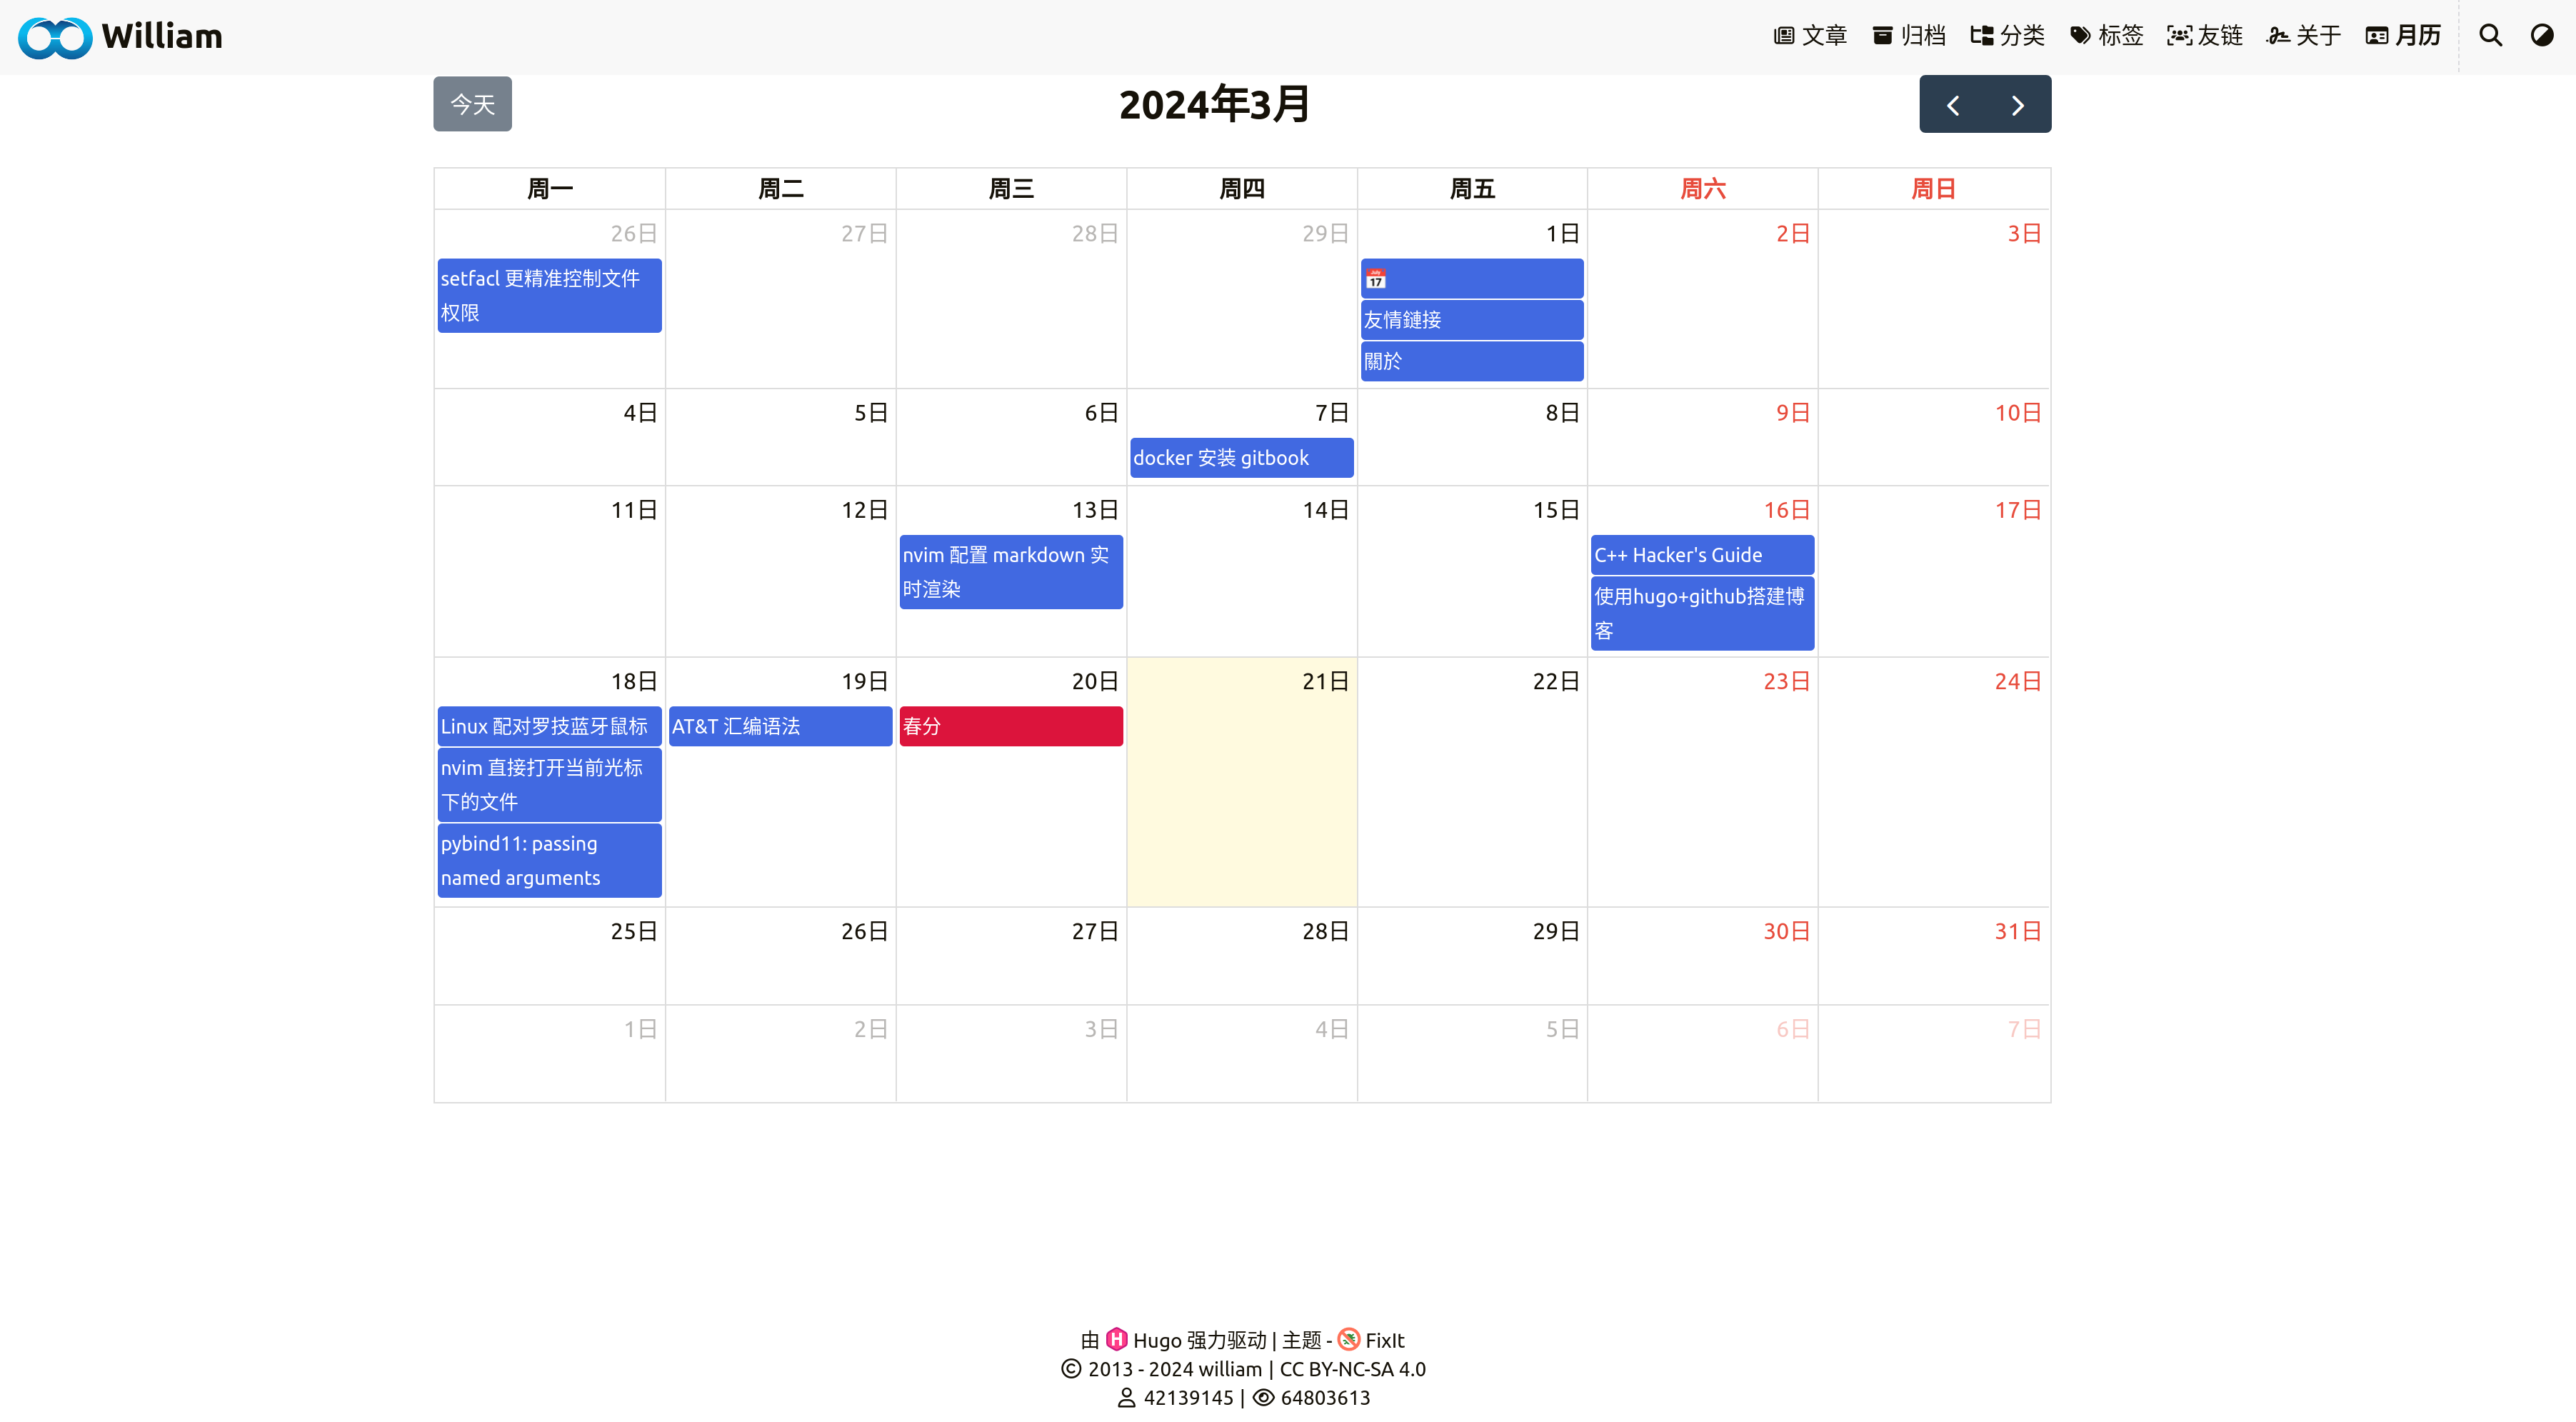 William
文章 归档 分类 标签 友链 关于 月历
今天
2024年3月
周一 周二 周三 周四 周五 周六 周日
26日 27日 28日 29日 1日 2日 3日
setfacl 更精准控制文件
权限
📅
友情鏈接
關於
4日 5日 6日 7日 8日 9日 10日
docker 安装 gitbook
11日 12日 13日 14日 15日 16日 17日
nvim 配置 markdown 实
时渲染
C++ Hacker's Guide
使用hugo+github搭建博
客
18日 19日 20日 21日 22日 23日 24日
Linux 配对罗技蓝牙鼠标
nvim 直接打开当前光标
下的文件
pybind11: passing
named arguments
AT&T 汇编语法
春分
25日 26日 27日 28日 29日 30日 31日
1日 2日 3日 4日 5日 6日 7日
由 Hugo 强力驱动 | 主题 - FixIt
© 2013 - 2024 william | CC BY-NC-SA 4.0
42139145 | 64803613